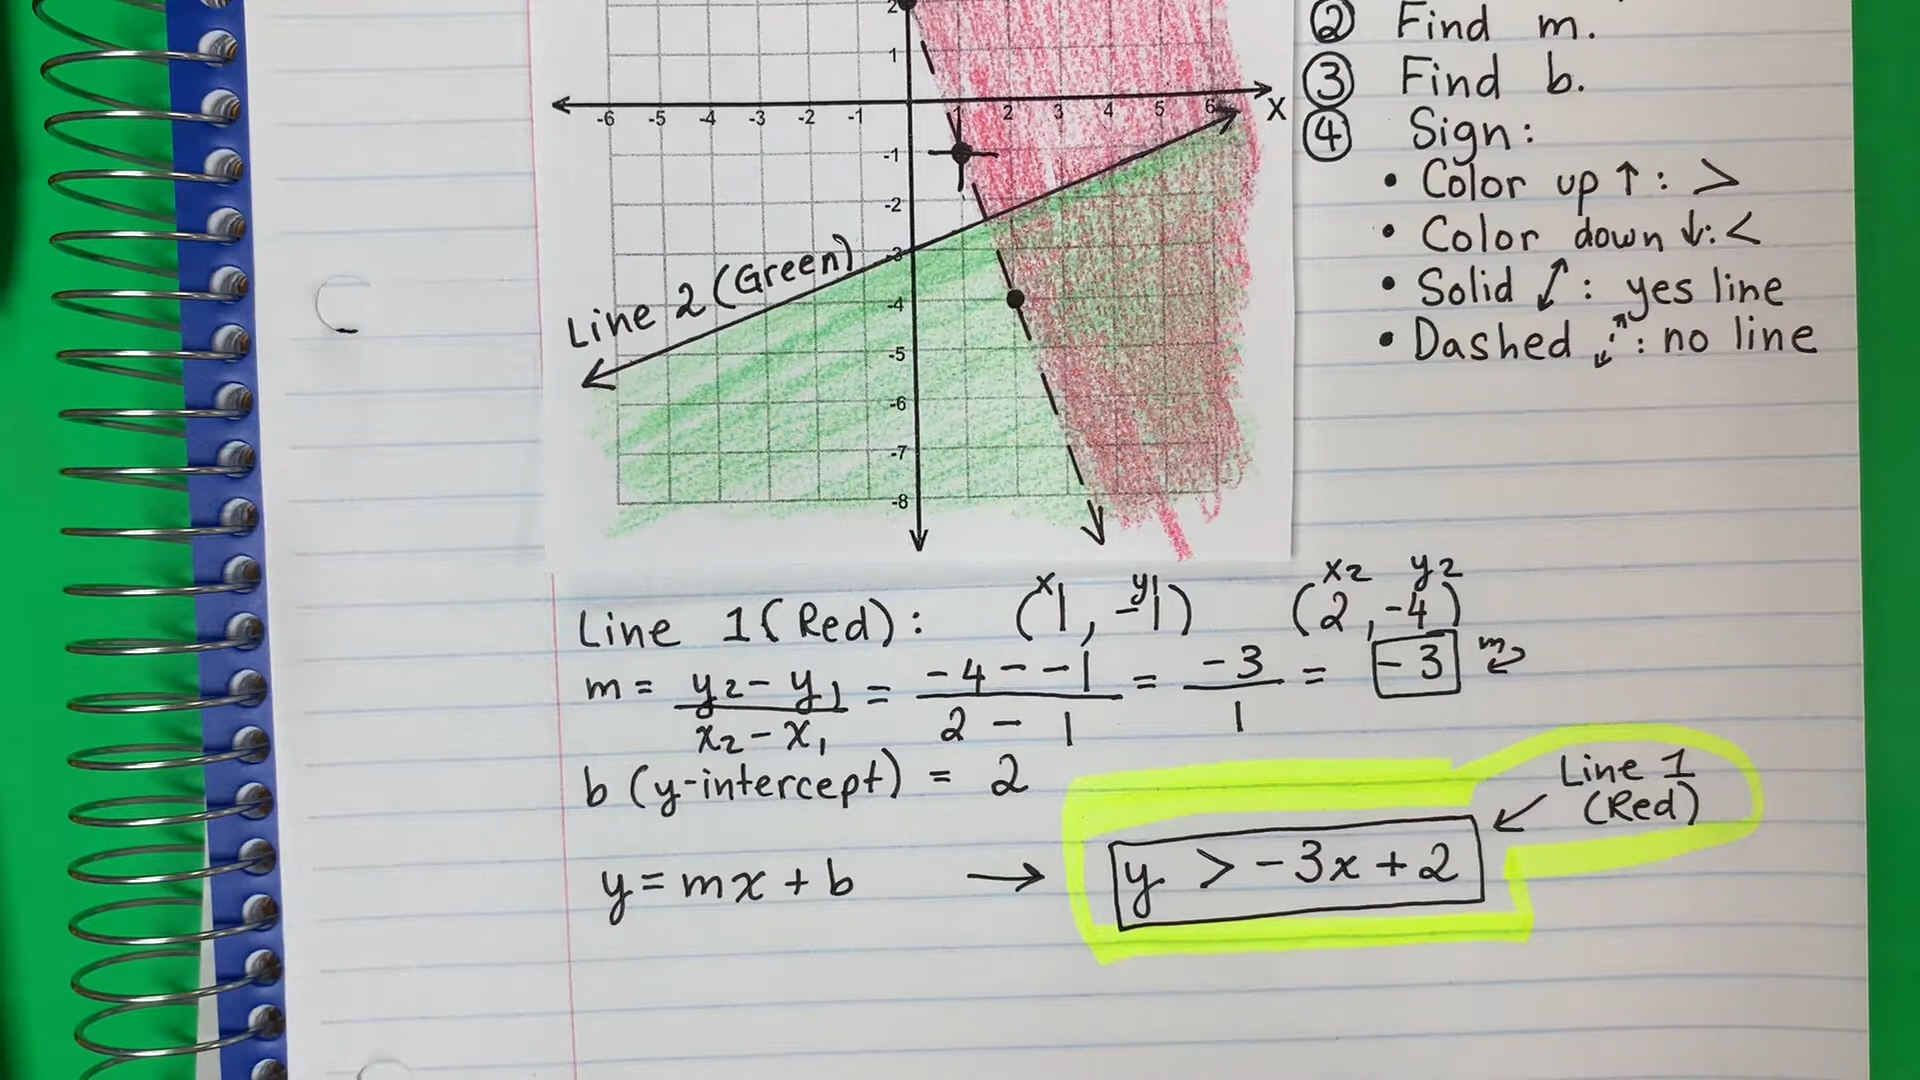 2
1
-6 -5 -4 -3 -2 -1 1 2 3 4 5 6 X
-1
-2
-3
-4
-5
-6
-7
-8
Line 2 (Green)
② Find m.
③ Find b.
④ Sign:
• Color up ↑: >
• Color down ↓: <
• Solid ↗: yes line
• Dashed ⤢: no line
Line 1 (Red): (1, -1) (2, -4)
x y1 x2 y2
m = y2 - y1 / x2 - x1 = -4 - -1 / 2 - 1 = -3 / 1 = -3 m
b (y-intercept) = 2
Line 1
(Red)
y = mx + b → y > -3x + 2